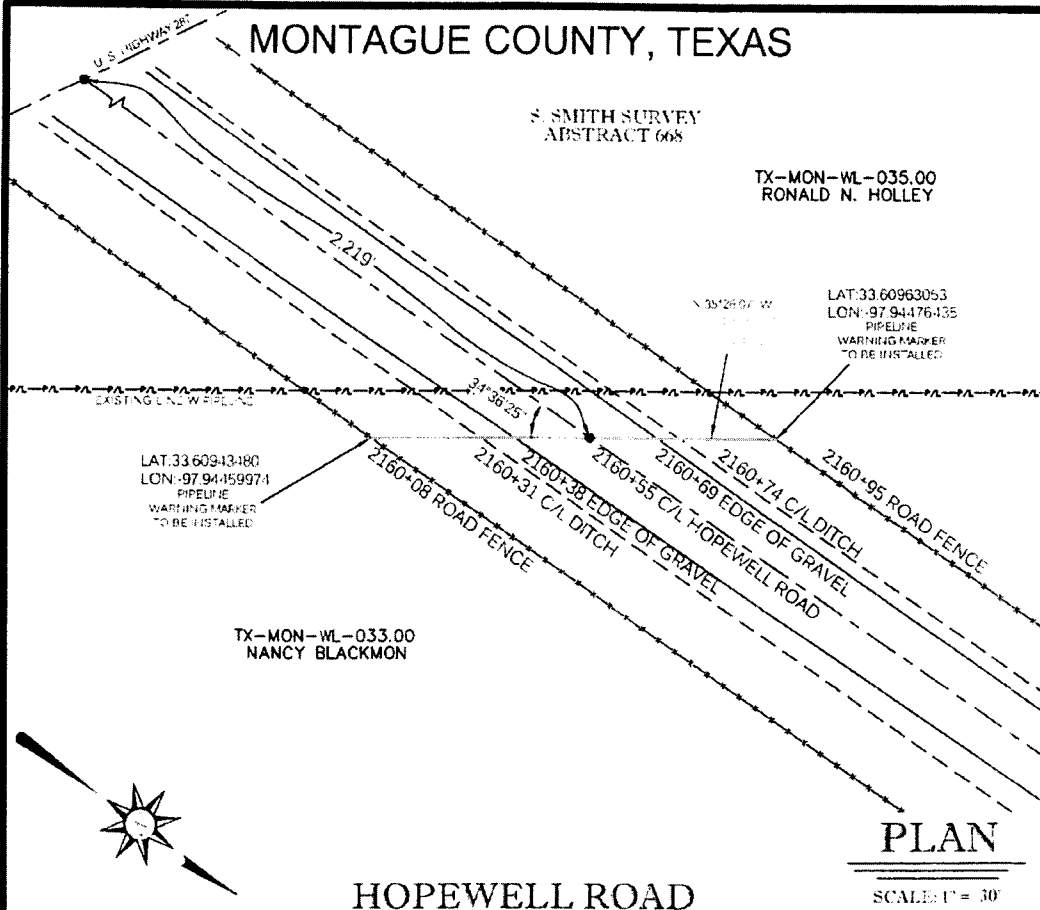 MONTAGUE COUNTY, TEXAS
U.S. HIGHWAY 287
S. SMITH SURVEY
ABSTRACT 668
TX-MON-WL-035.00
RONALD N. HOLLEY
2,219'
N 35°26'07" W
LAT:33.60963053
LON:-97.94476435
PIPELINE
WARNING MARKER
TO BE INSTALLED
EXISTING LINE W PIPELINE
34°36'25"
LAT:33.60943480
LON:-97.94459974
PIPELINE
WARNING MARKER
TO BE INSTALLED
2160+08 ROAD FENCE
2160+31 C/L DITCH
2160+38 EDGE OF GRAVEL
2160+55 C/L HOPEWELL ROAD
2160+69 EDGE OF GRAVEL
2160+74 C/L DITCH
2160+95 ROAD FENCE
TX-MON-WL-033.00
NANCY BLACKMON
PLAN
SCALE: 1" = 30'
HOPEWELL ROAD